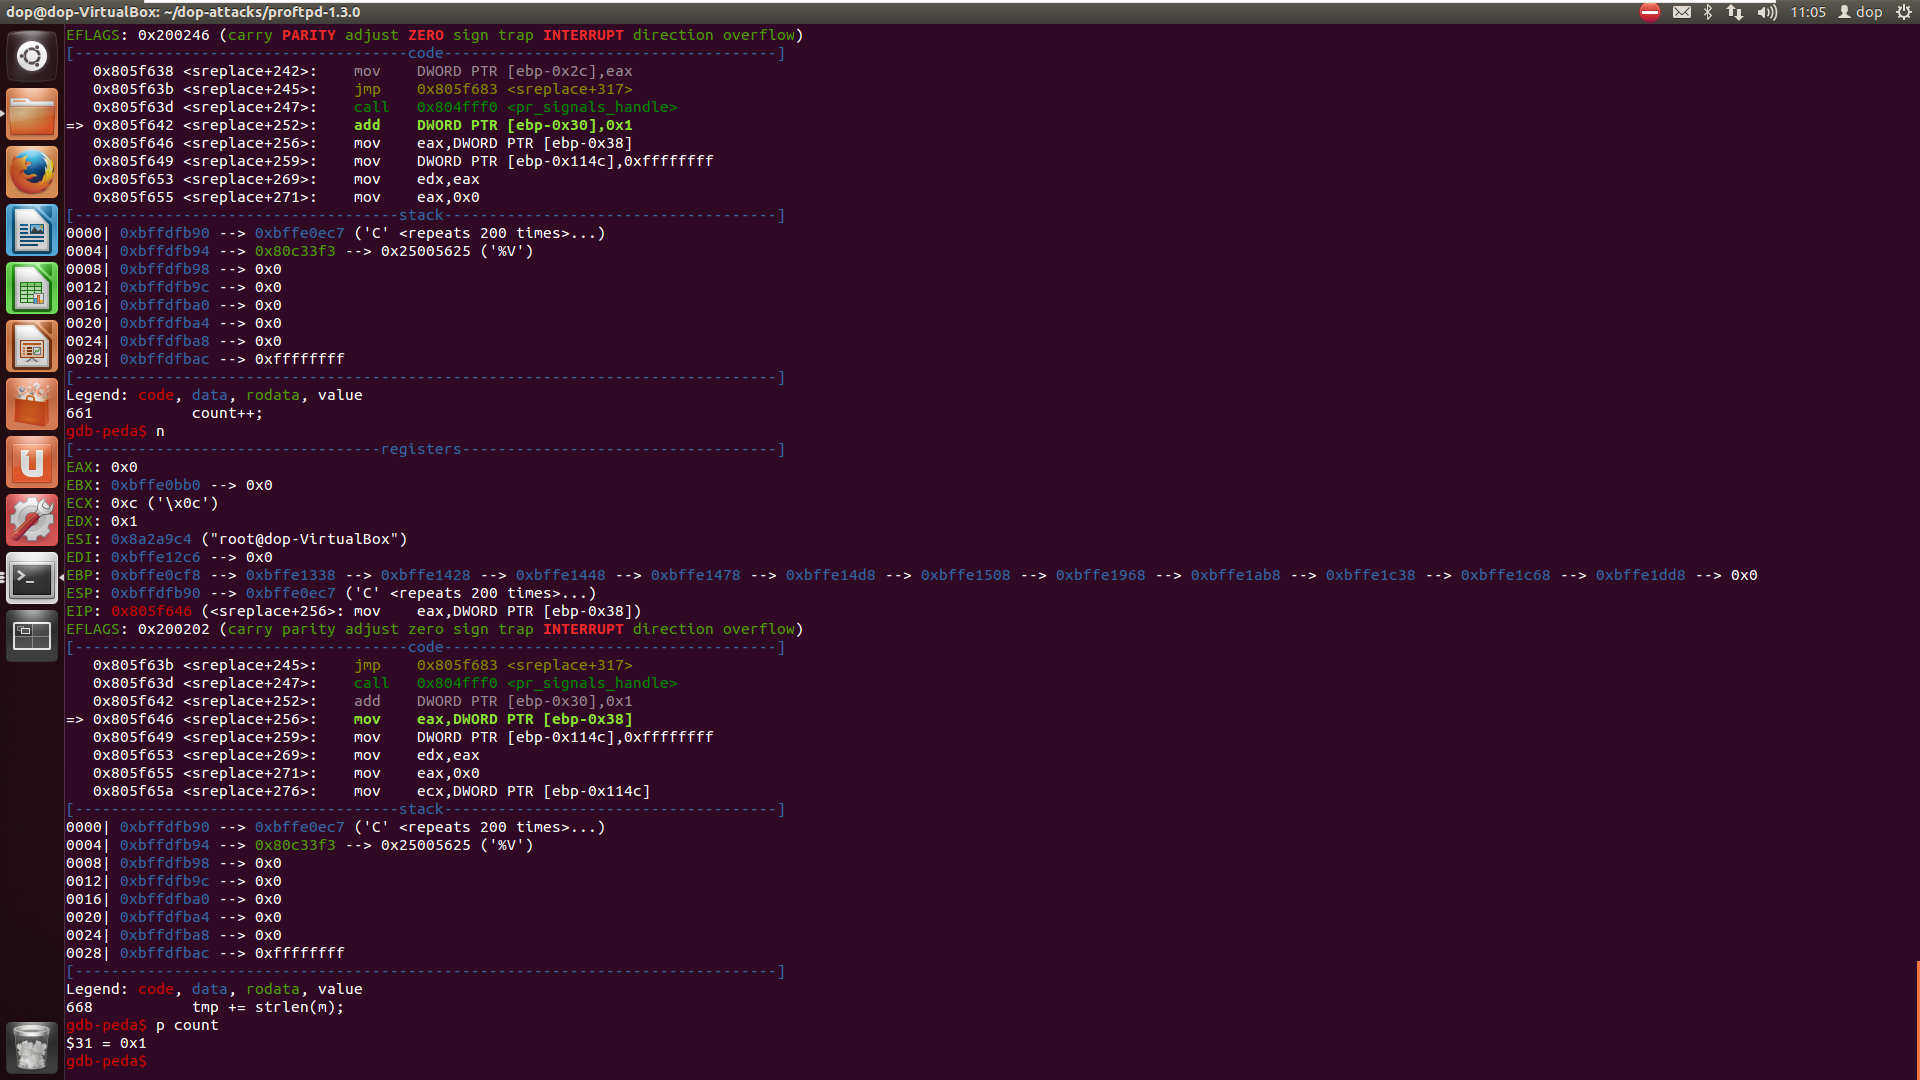 dop@dop-VirtualBox: ~/dop-attacks/proftpd-1.3.0 11:05 dop
EFLAGS: 0x200246 (carry PARITY adjust ZERO sign trap INTERRUPT direction overflow)
[----------------------------------------code-------------------------------------]
   0x805f638 <sreplace+242>:    mov    DWORD PTR [ebp-0x2c],eax
   0x805f63b <sreplace+245>:    jmp    0x805f683 <sreplace+317>
   0x805f63d <sreplace+247>:    call   0x804fff0 <pr_signals_handle>
=> 0x805f642 <sreplace+252>:    add    DWORD PTR [ebp-0x30],0x1
   0x805f646 <sreplace+256>:    mov    eax,DWORD PTR [ebp-0x38]
   0x805f649 <sreplace+259>:    mov    DWORD PTR [ebp-0x114c],0xffffffff
   0x805f653 <sreplace+269>:    mov    edx,eax
   0x805f655 <sreplace+271>:    mov    eax,0x0
[------------------------------------stack-------------------------------------]
0000| 0xbffdfb90 --> 0xbffe0ec7 ('C' <repeats 200 times>...)
0004| 0xbffdfb94 --> 0x80c33f3 --> 0x25005625 ('%V')
0008| 0xbffdfb98 --> 0x0
0012| 0xbffdfb9c --> 0x0
0016| 0xbffdfba0 --> 0x0
0020| 0xbffdfba4 --> 0x0
0024| 0xbffdfba8 --> 0x0
0028| 0xbffdfbac --> 0xffffffff
[------------------------------------------------------------------------------]
Legend: code, data, rodata, value
661           count++;
gdb-peda$ n
[----------------------------------registers-----------------------------------]
EAX: 0x0
EBX: 0xbffe0bb0 --> 0x0
ECX: 0xc ('\x0c')
EDX: 0x1
ESI: 0x8a2a9c4 ("root@dop-VirtualBox")
EDI: 0xbffe12c6 --> 0x0
EBP: 0xbffe0cf8 --> 0xbffe1338 --> 0xbffe1428 --> 0xbffe1448 --> 0xbffe1478 --> 0xbffe14d8 --> 0xbffe1508 --> 0xbffe1968 --> 0xbffe1ab8 --> 0xbffe1c38 --> 0xbffe1c68 --> 0xbffe1dd8 --> 0x0
ESP: 0xbffdfb90 --> 0xbffe0ec7 ('C' <repeats 200 times>...)
EIP: 0x805f646 (<sreplace+256>: mov    eax,DWORD PTR [ebp-0x38])
EFLAGS: 0x200202 (carry parity adjust zero sign trap INTERRUPT direction overflow)
[-------------------------------------code-------------------------------------]
   0x805f63b <sreplace+245>:    jmp    0x805f683 <sreplace+317>
   0x805f63d <sreplace+247>:    call   0x804fff0 <pr_signals_handle>
   0x805f642 <sreplace+252>:    add    DWORD PTR [ebp-0x30],0x1
=> 0x805f646 <sreplace+256>:    mov    eax,DWORD PTR [ebp-0x38]
   0x805f649 <sreplace+259>:    mov    DWORD PTR [ebp-0x114c],0xffffffff
   0x805f653 <sreplace+269>:    mov    edx,eax
   0x805f655 <sreplace+271>:    mov    eax,0x0
   0x805f65a <sreplace+276>:    mov    ecx,DWORD PTR [ebp-0x114c]
[------------------------------------stack-------------------------------------]
0000| 0xbffdfb90 --> 0xbffe0ec7 ('C' <repeats 200 times>...)
0004| 0xbffdfb94 --> 0x80c33f3 --> 0x25005625 ('%V')
0008| 0xbffdfb98 --> 0x0
0012| 0xbffdfb9c --> 0x0
0016| 0xbffdfba0 --> 0x0
0020| 0xbffdfba4 --> 0x0
0024| 0xbffdfba8 --> 0x0
0028| 0xbffdfbac --> 0xffffffff
[------------------------------------------------------------------------------]
Legend: code, data, rodata, value
668           tmp += strlen(m);
gdb-peda$ p count
$31 = 0x1
gdb-peda$